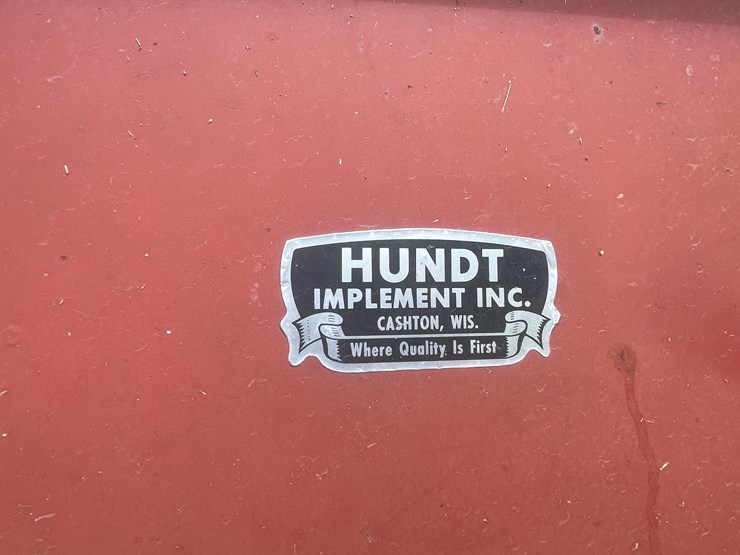 HUNDT
IMPLEMENT INC.
CASHTON, WIS.
Where Quality Is First